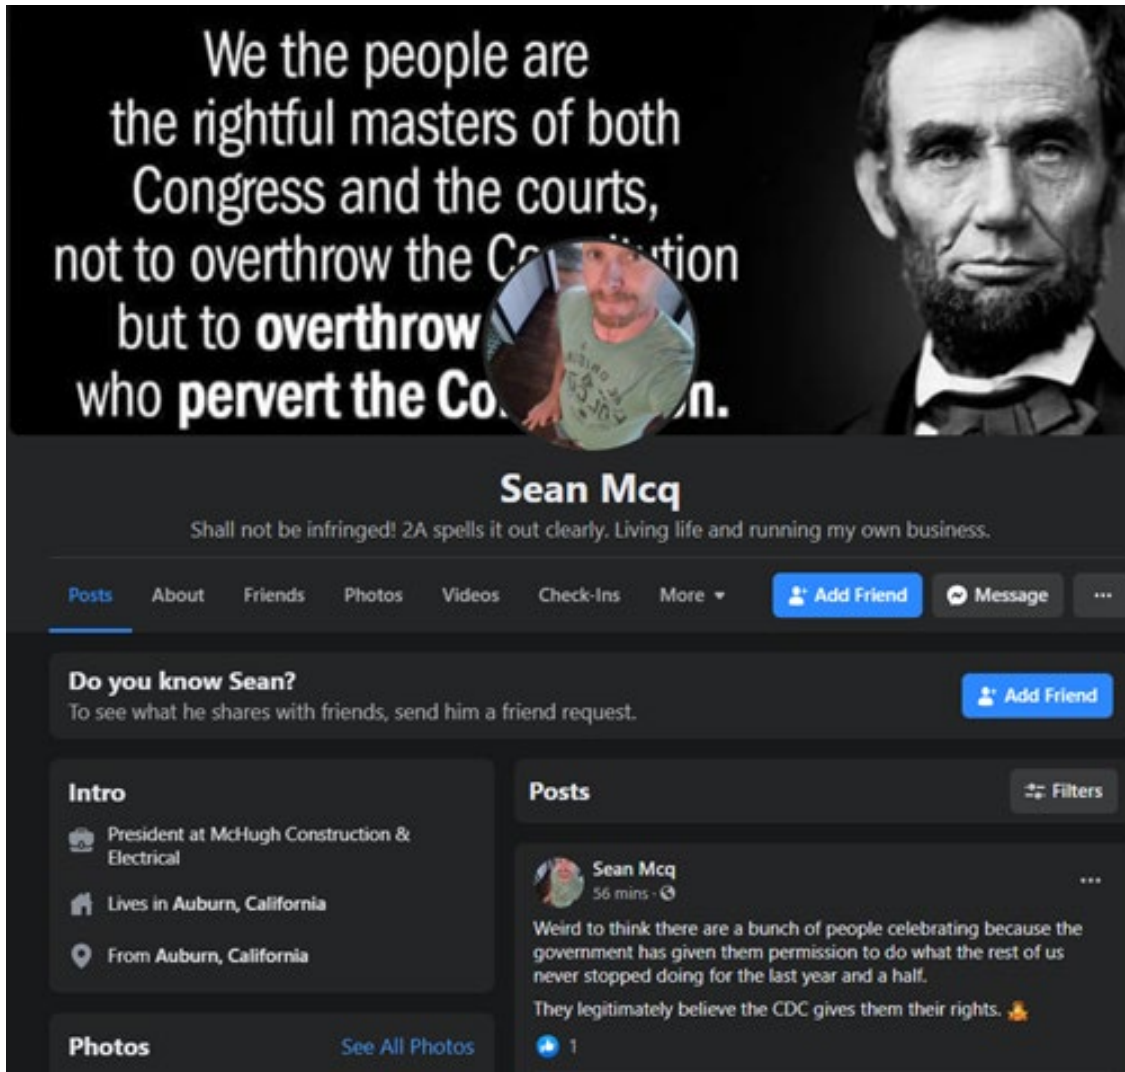 We the people are
the rightful masters of both
Congress and the courts,
not to overthrow the
but to overthrow
who pervert the
Sean Mcq
Shall not be infringed! 2A spells it out clearly. Living life and running my own business.
Posts About Friends Photos Videos Check-Ins More Add Friend Message
Do you know Sean?
To see what he shares with friends, send him a friend request.
Add Friend
Intro
President at McHugh Construction &
Electrical
Lives in Auburn, California
From Auburn, California
Photos See All Photos
Posts Filters
Sean Mcq
56 mins
Weird to think there are a bunch of people celebrating because the
government has given them permission to do what the rest of us
never stopped doing for the last year and a half.
They legitimately believe the CDC gives them their rights.
1